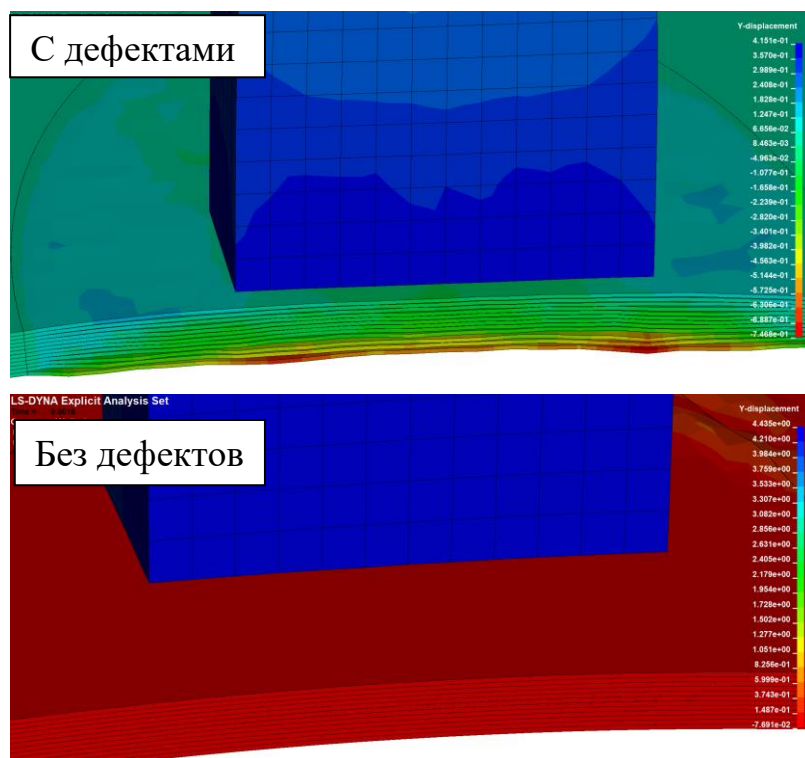 С дефектами
Y-displacement
4.151e-01
3.570e-01
2.989e-01
2.408e-01
1.828e-01
1.247e-01
6.656e-02
8.463e-03
-4.963e-02
-1.077e-01
-1.658e-01
-2.239e-01
-2.820e-01
-3.401e-01
-3.982e-01
-4.563e-01
-5.144e-01
-5.725e-01
-6.306e-01
-6.887e-01
-7.468e-01
LS-DYNA Explicit Analysis Set
Без дефектов
Y-displacement
4.435e+00
4.210e+00
3.984e+00
3.759e+00
3.533e+00
3.307e+00
3.082e+00
2.856e+00
2.631e+00
2.405e+00
2.179e+00
1.954e+00
1.728e+00
1.502e+00
1.277e+00
1.051e+00
8.256e-01
5.999e-01
3.743e-01
1.487e-01
-7.691e-02